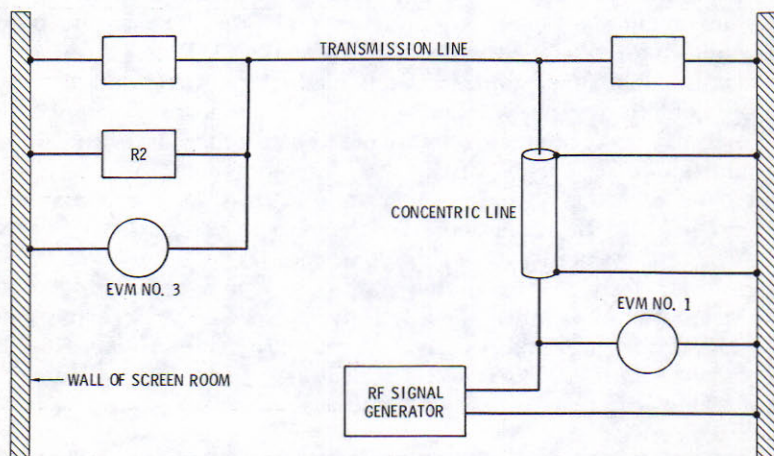 TRANSMISSION LINE
R2
CONCENTRIC LINE
EVM NO. 3
EVM NO. 1
WALL OF SCREEN ROOM
RF SIGNAL
GENERATOR